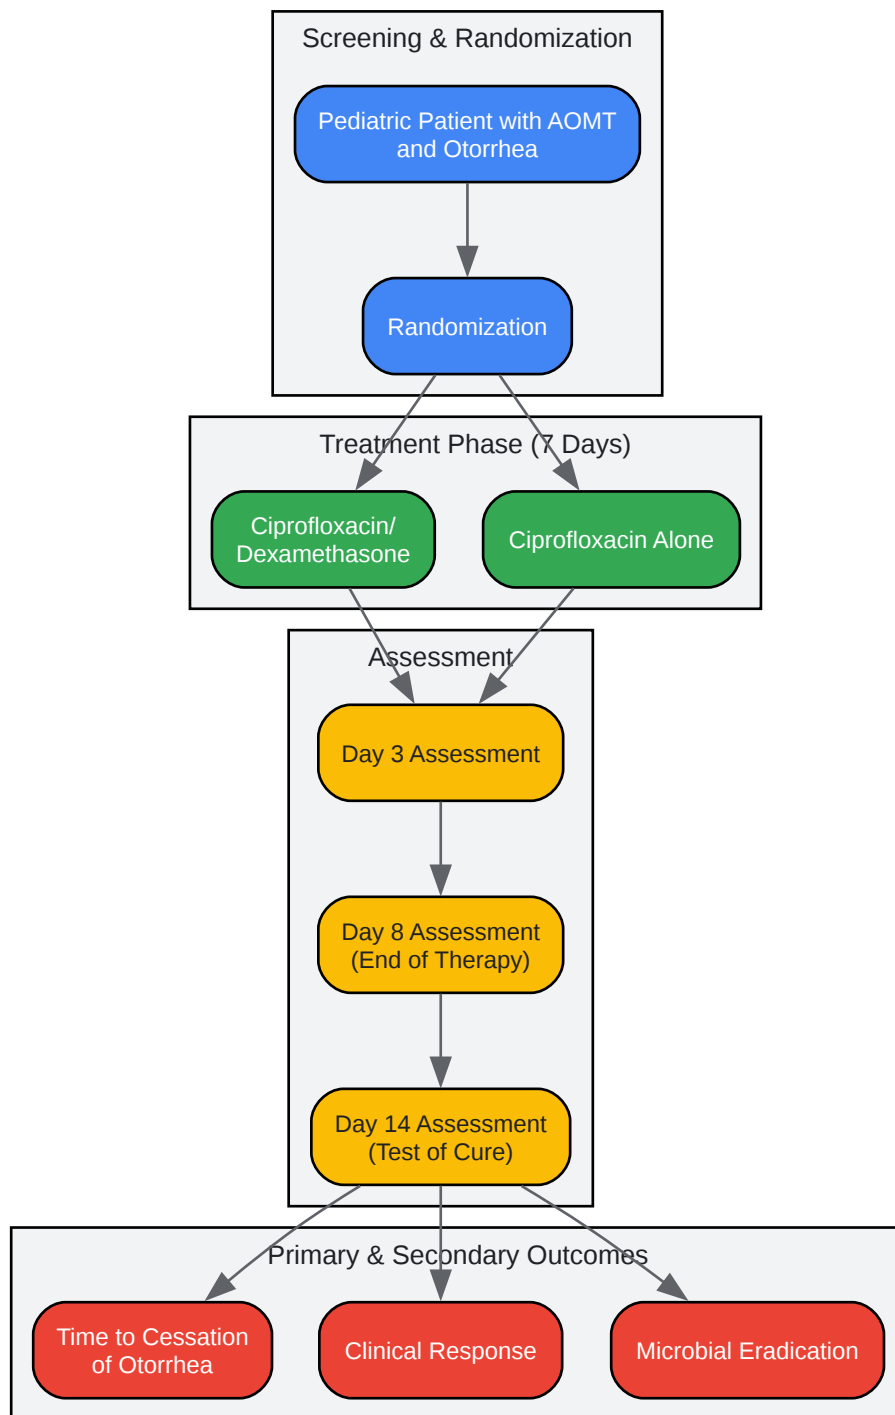 Screening & Randomization
Pediatric Patient with AOMT
and Otorrhea
Randomization
Treatment Phase (7 Days)
Ciprofloxacin/
Dexamethasone
Ciprofloxacin Alone
Assessment
Day 3 Assessment
Day 8 Assessment
(End of Therapy)
Day 14 Assessment
(Test of Cure)
Primary & Secondary Outcomes
Time to Cessation
of Otorrhea
Clinical Response
Microbial Eradication